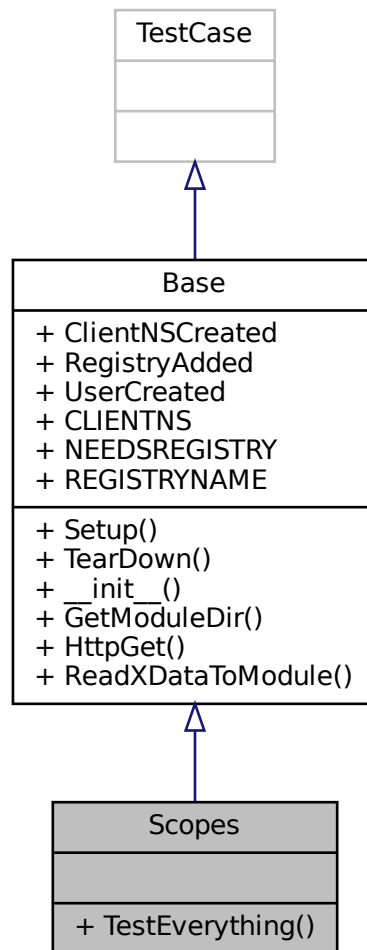 TestCase
Base
+ ClientNSCreated
+ RegistryAdded
+ UserCreated
+ CLIENTNS
+ NEEDSREGISTRY
+ REGISTRYNAME
+ Setup()
+ TearDown()
+ __init__()
+ GetModuleDir()
+ HttpGet()
+ ReadXDataToModule()
Scopes
+ TestEverything()